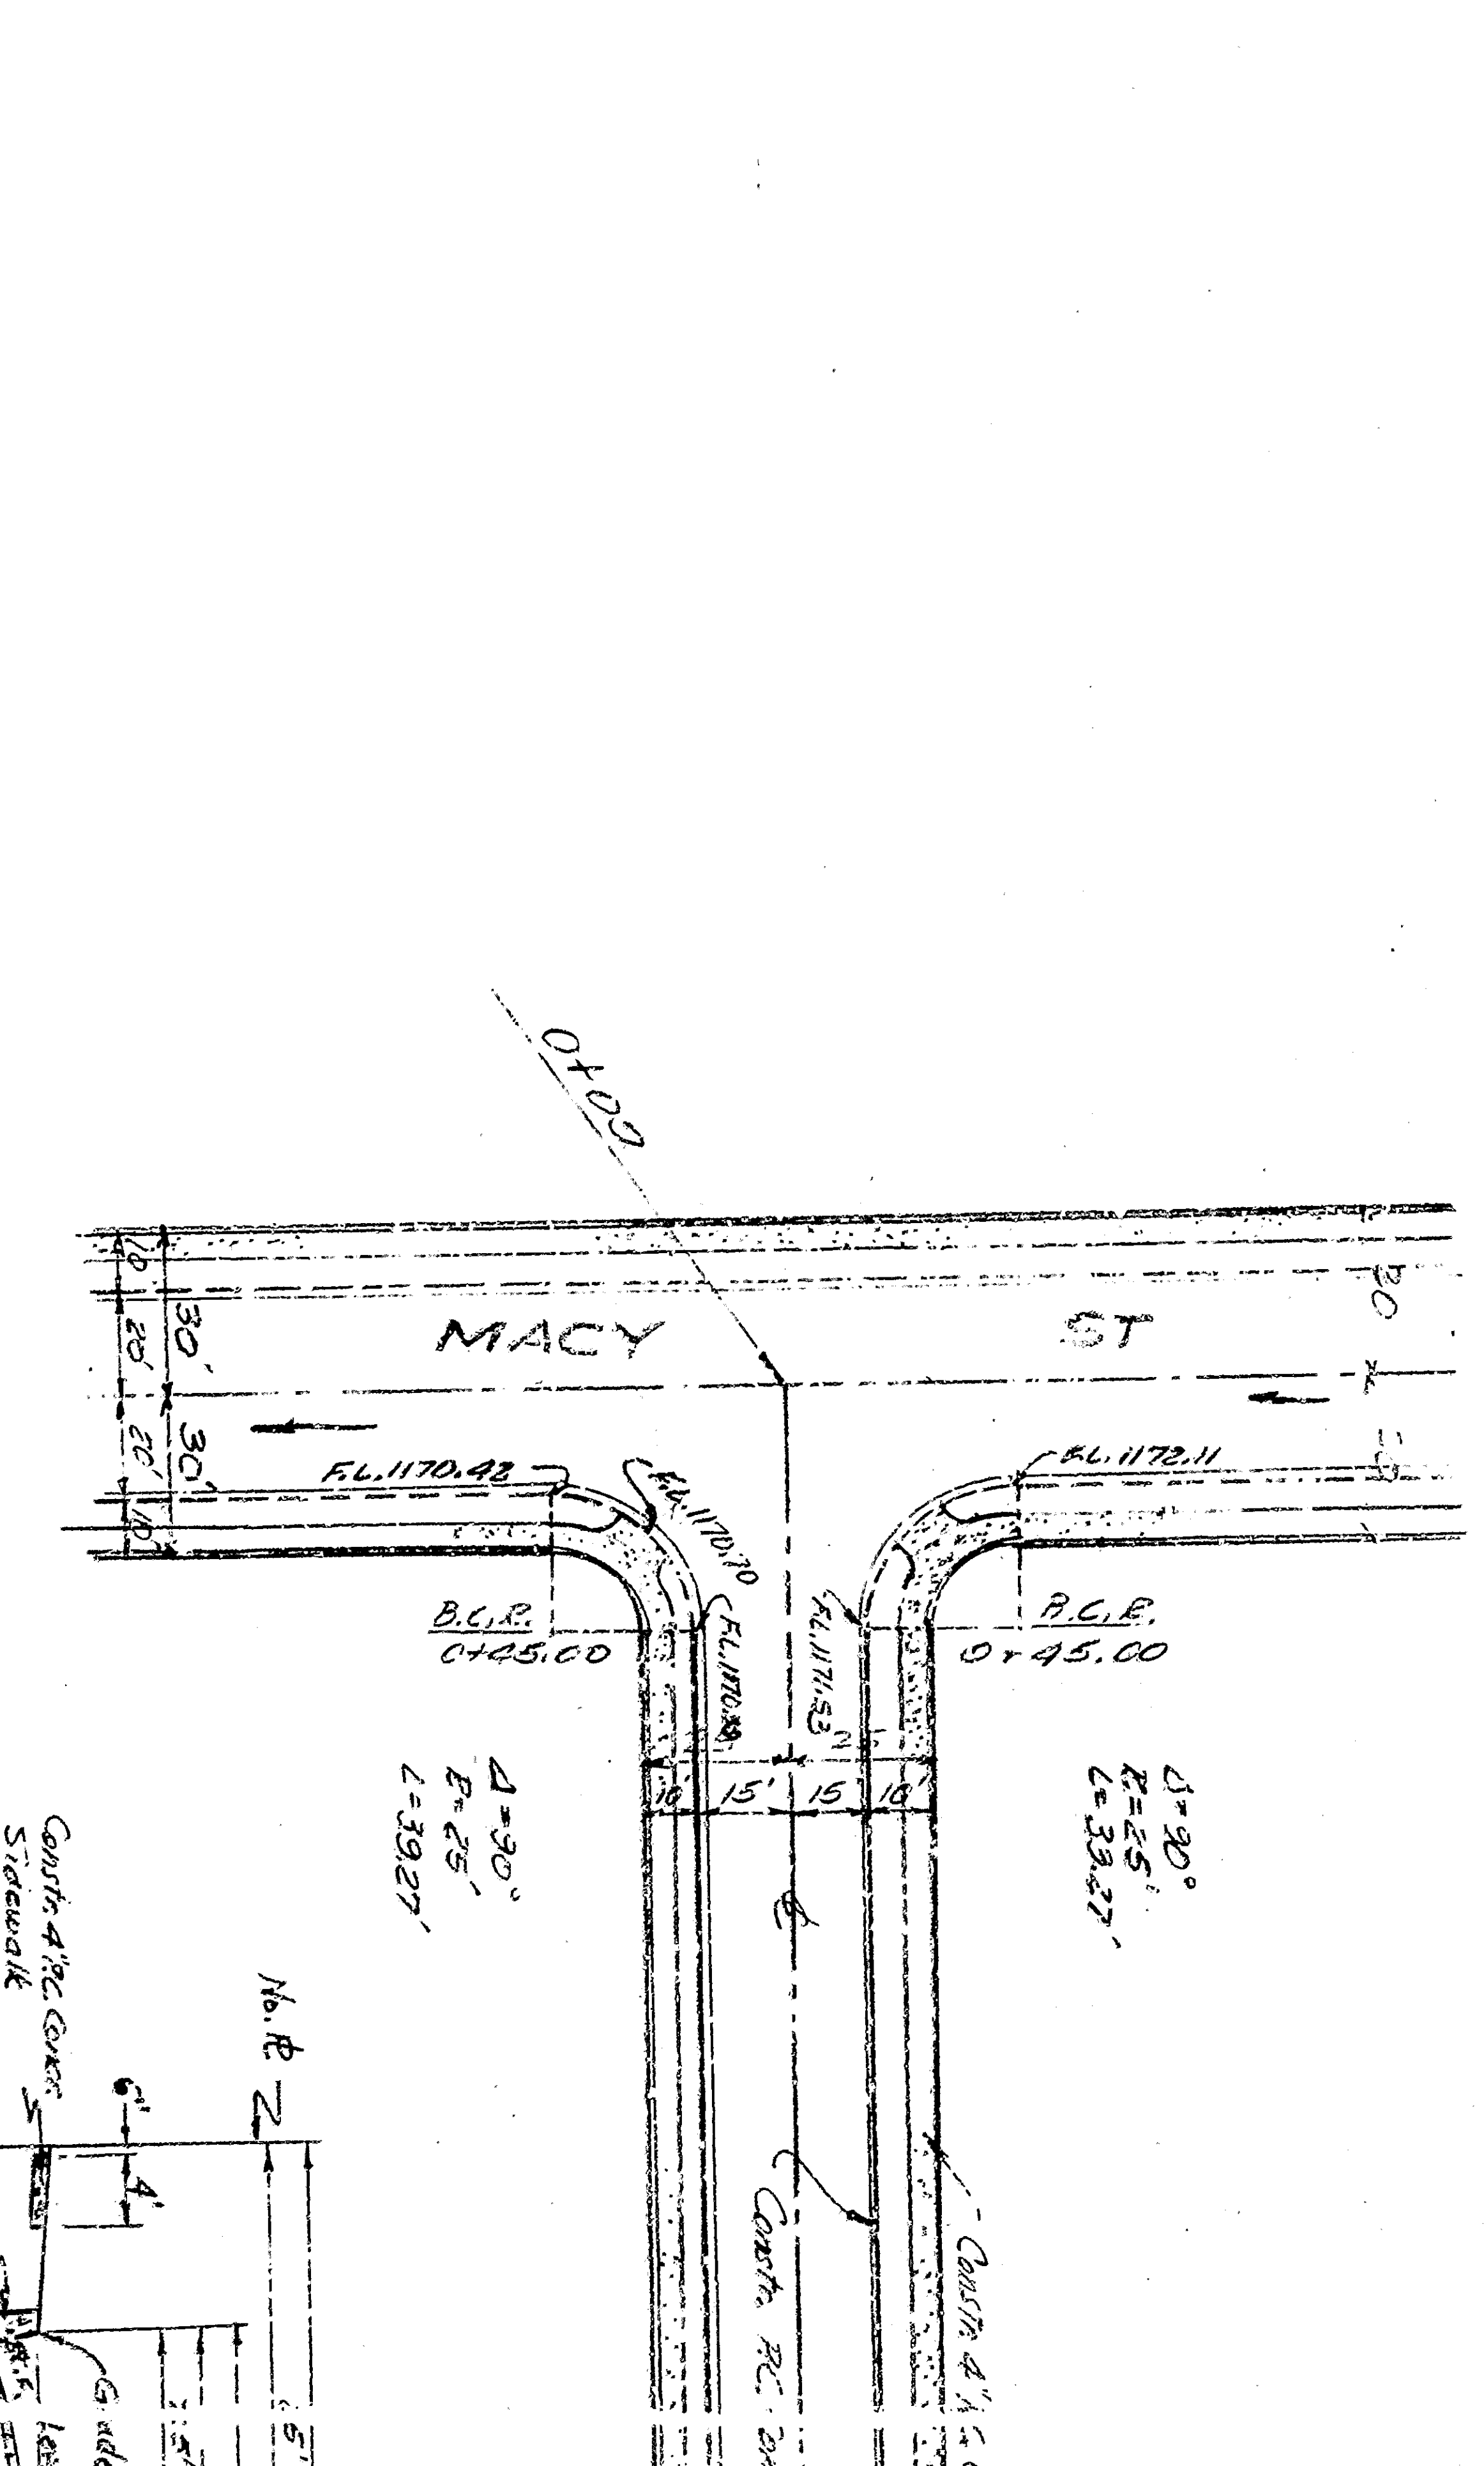 0+00
MACY ST
10'
20'
30'
20'
30'
10'
F.L. 1170.42
F.L. 1170.70
F.L. 1172.11
F.L. 1171.53
B.C.R.
0+45.00
B.C.R.
0+45.00
10' 15' 15' 10'
Δ=90°
R=25'
L=39.27'
Δ=90°
R=25'
L=39.27'
℄
Constr. 4" P.C. Concr.
Sidewalk
No. ⅊
6"
4'
Constr. P.C.
Constr. 4"